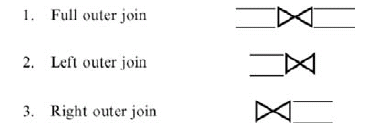 1. Full outer join
2. Left outer join
3. Right outer join